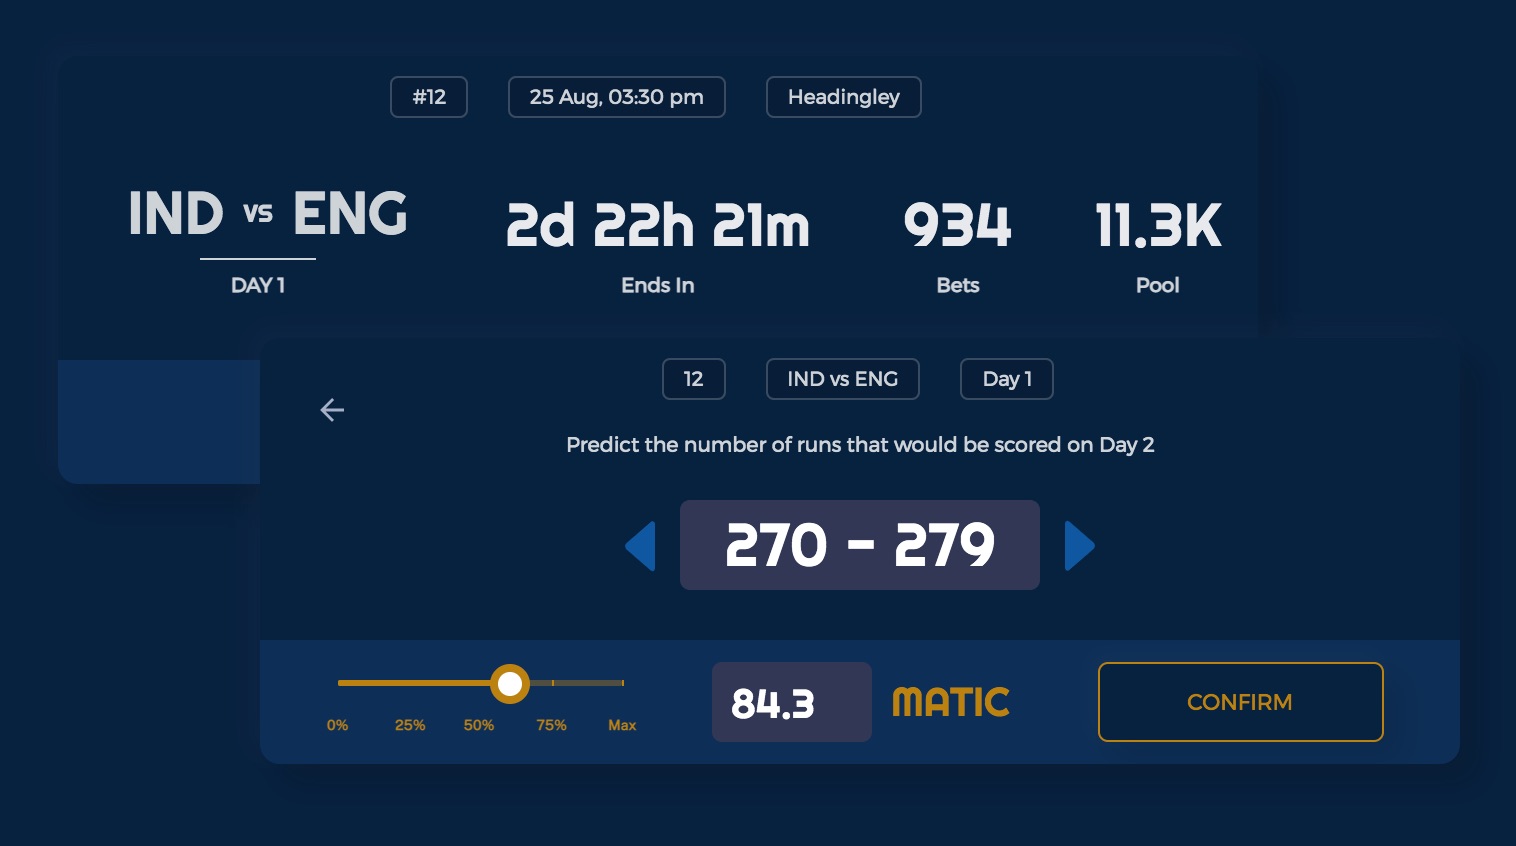 #12 25 Aug, 03:30 pm Headingley
IND vs ENG 2d 22h 21m 934 11.3K
DAY 1 Ends In Bets Pool
12 IND vs ENG Day 1
Predict the number of runs that would be scored on Day 2
270 - 279
84.3 MATIC CONFIRM
0% 25% 50% 75% Max